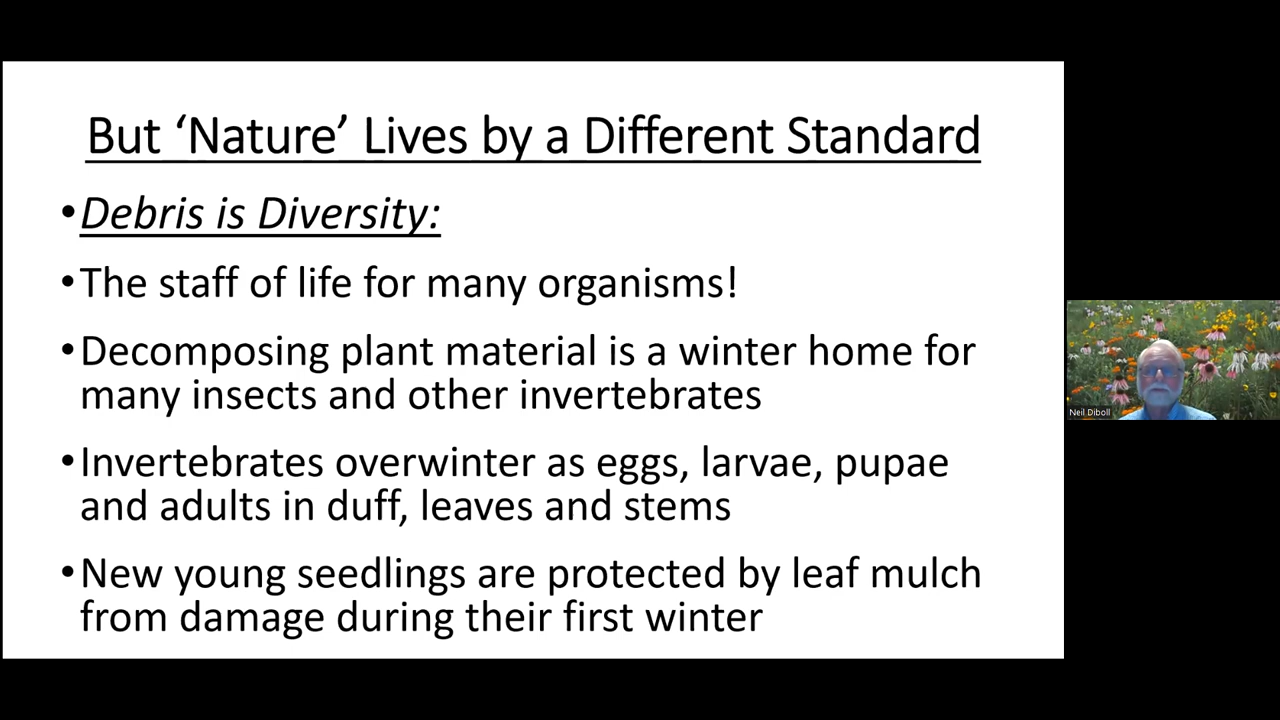 But ‘Nature’ Lives by a Different Standard
•Debris is Diversity:
•The staff of life for many organisms!
•Decomposing plant material is a winter home for
many insects and other invertebrates
•Invertebrates overwinter as eggs, larvae, pupae
and adults in duff, leaves and stems
•New young seedlings are protected by leaf mulch
from damage during their first winter
Neil Diboll